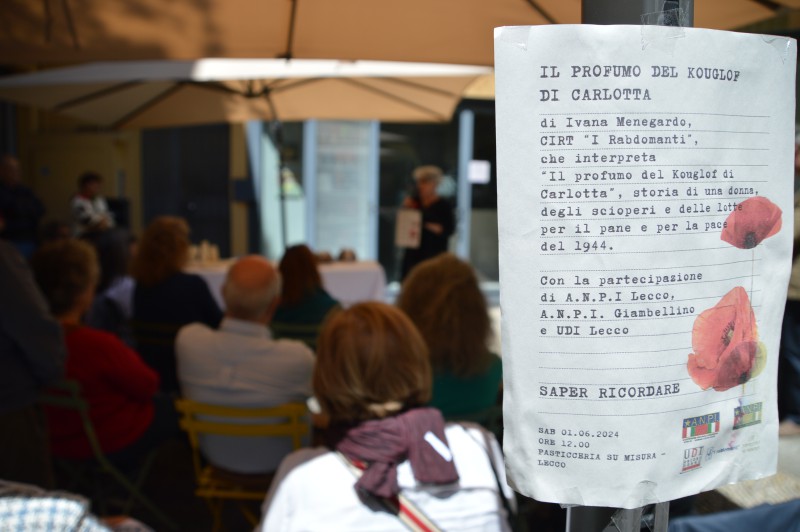 IL PROFUMO DEL KOUGLOF
DI CARLOTTA
di Ivana Menegardo,
CIRT "I Rabdomanti",
che interpreta
"Il profumo del Kouglof di
Carlotta", storia di una donna,
degli scioperi e delle lotte
per il pane e per la pace
del 1944.
Con la partecipazione
di A.N.P.I Lecco,
A.N.P.I. Giambellino
e UDI Lecco
SAPER RICORDARE
SAB 01.06.2024
ORE 12.00
PASTICCERIA SU MISURA -
LECCO
A.N.P.I.
UDI